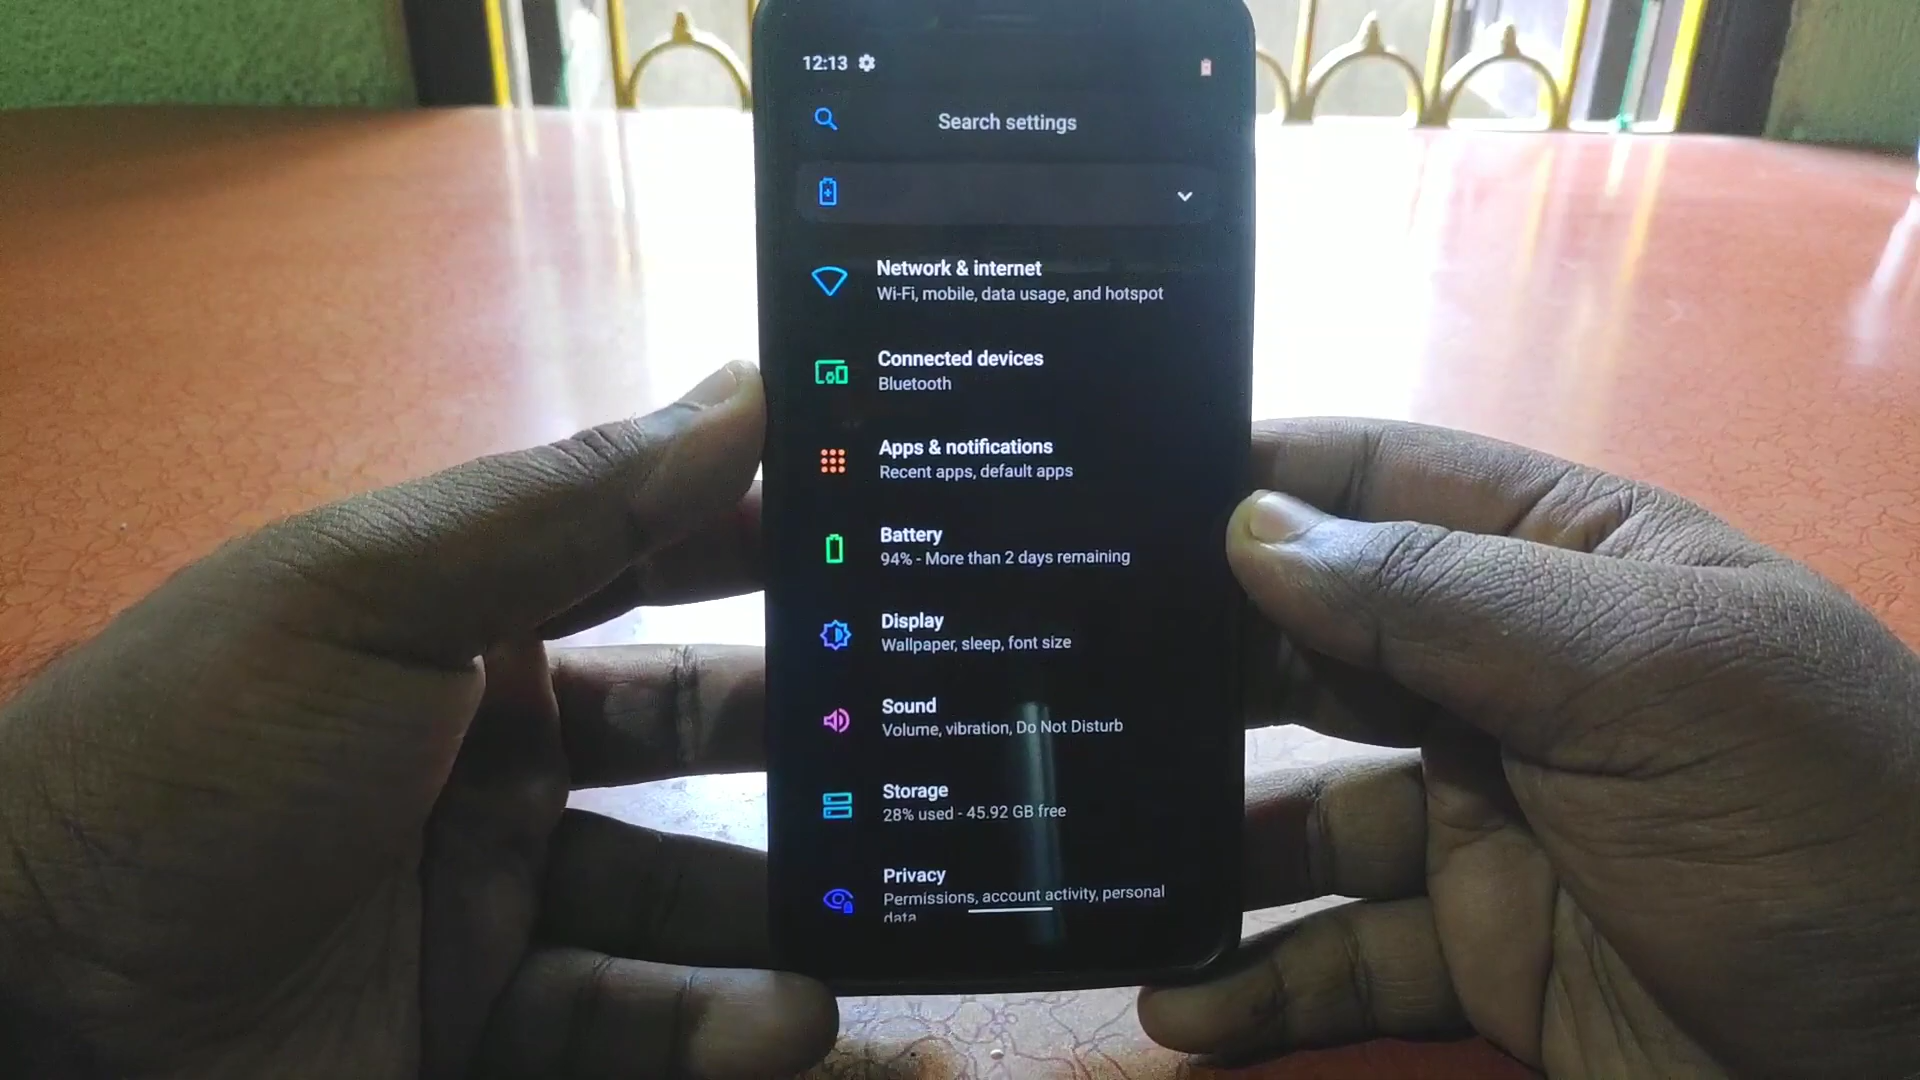 12:13
Search settings
Network & internet
Wi-Fi, mobile, data usage, and hotspot
Connected devices
Bluetooth
Apps & notifications
Recent apps, default apps
Battery
94% - More than 2 days remaining
Display
Wallpaper, sleep, font size
Sound
Volume, vibration, Do Not Disturb
Storage
28% used - 45.92 GB free
Privacy
Permissions, account activity, personal
data